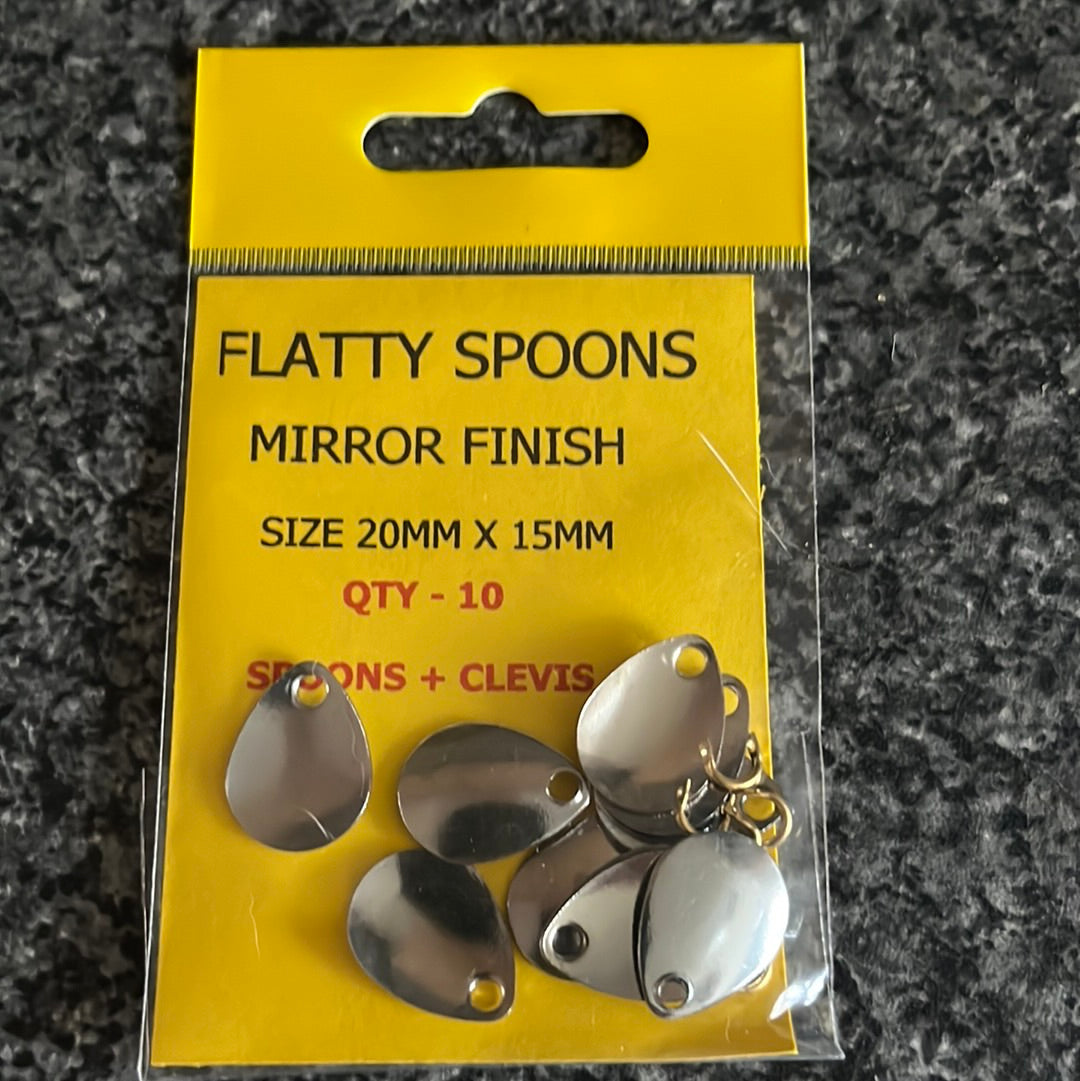 FLATTY SPOONS
MIRROR FINISH
SIZE 20MM X 15MM
QTY - 10
SPOONS + CLEVIS